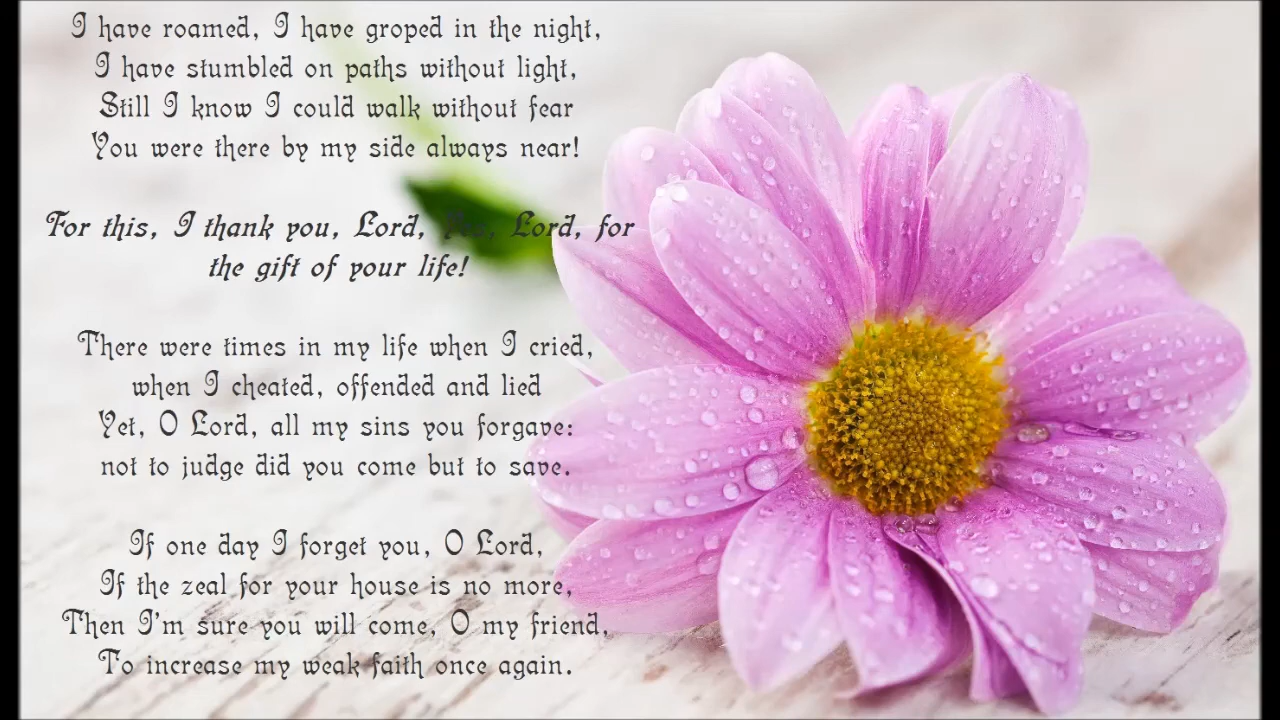 I have roamed, I have groped in the night,
I have stumbled on paths without light,
Still I know I could walk without fear
You were there by my side always near!
For this, I thank you, Lord, Yes, Lord, for
the gift of your life!
There were times in my life when I cried,
when I cheated, offended and lied
Yet, O Lord, all my sins you forgave:
not to judge did you come but to save.
If one day I forget you, O Lord,
If the zeal for your house is no more,
Then I'm sure you will come, O my friend,
To increase my weak faith once again.